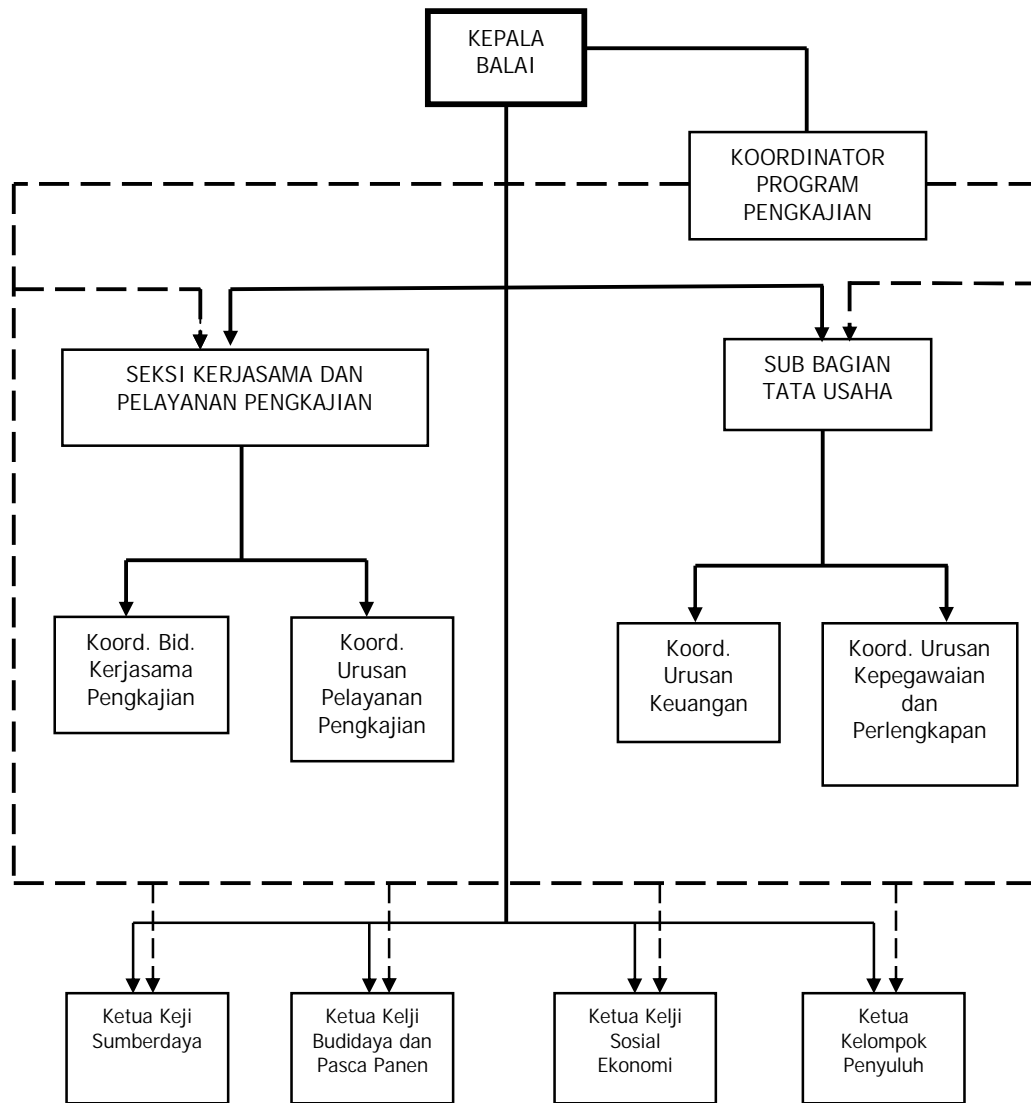 KEPALA
BALAI
KOORDINATOR
PROGRAM
PENGKAJIAN
SEKSI KERJASAMA DAN
PELAYANAN PENGKAJIAN
SUB BAGIAN
TATA USAHA
Koord. Bid.
Kerjasama
Pengkajian
Koord.
Urusan
Pelayanan
Pengkajian
Koord.
Urusan
Keuangan
Koord. Urusan
Kepegawaian
dan
Perlengkapan
Ketua Keji
Sumberdaya
Ketua Kelji
Budidaya dan
Pasca Panen
Ketua Kelji
Sosial
Ekonomi
Ketua
Kelompok
Penyuluh